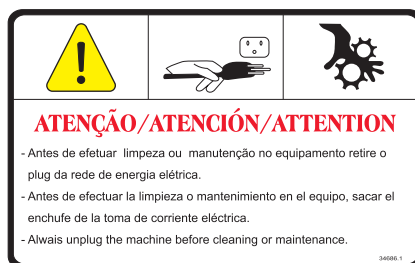 ATENÇÃO/ATENCIÓN/ATTENTION
- Antes de efetuar limpeza ou manutenção no equipamento retire o
plug da rede de energia elétrica.
- Antes de efectuar la limpieza o mantenimiento en el equipo, sacar el
enchufe de la toma de corriente eléctrica.
- Alwais unplug the machine before cleaning or maintenance.
34686.1